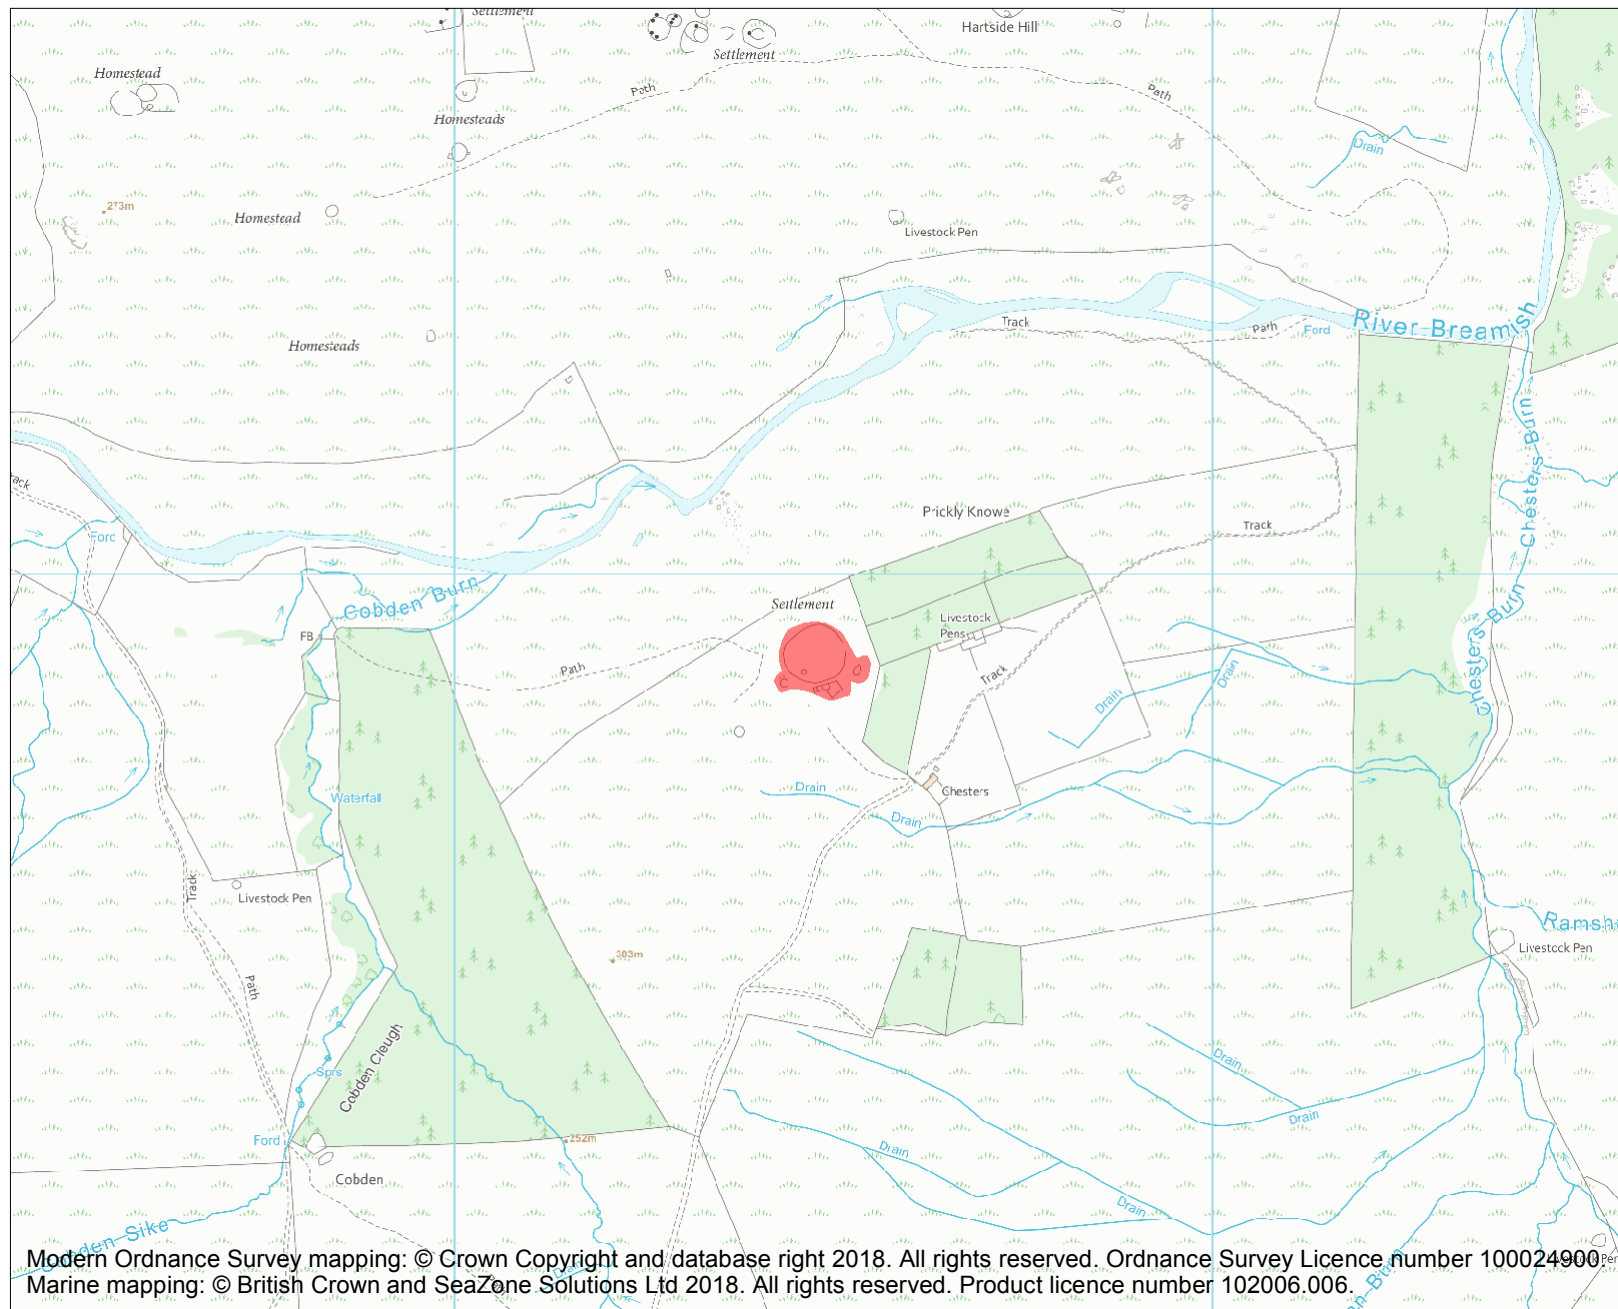 Settlement
Hartside Hill
Settlement
Homestead
Path
Path
Homesteads
Drain
273m
Homestead
Livestock Pen
River Breamish
Track
Path
Ford
Homesteads
Chesters Burn
Prickly Knowe
Track
Cobden Burn
Settlement
FB
Livestock
Pens
Path
Track
Drain
Drain
Chesters Burn
Waterfall
Drain
Chesters
Drain
Track
Livestock Pen
Livestock Pen
303m
Path
Cobden Cleugh
Sprs
Drain
Drain
Ford
252m
Drain
Cobden
Drain
Cobden Sike
Modern Ordnance Survey mapping: © Crown Copyright and database right 2018. All rights reserved. Ordnance Survey Licence number 100024900.
Marine mapping: © British Crown and SeaZone Solutions Ltd 2018. All rights reserved. Product licence number 102006.006.